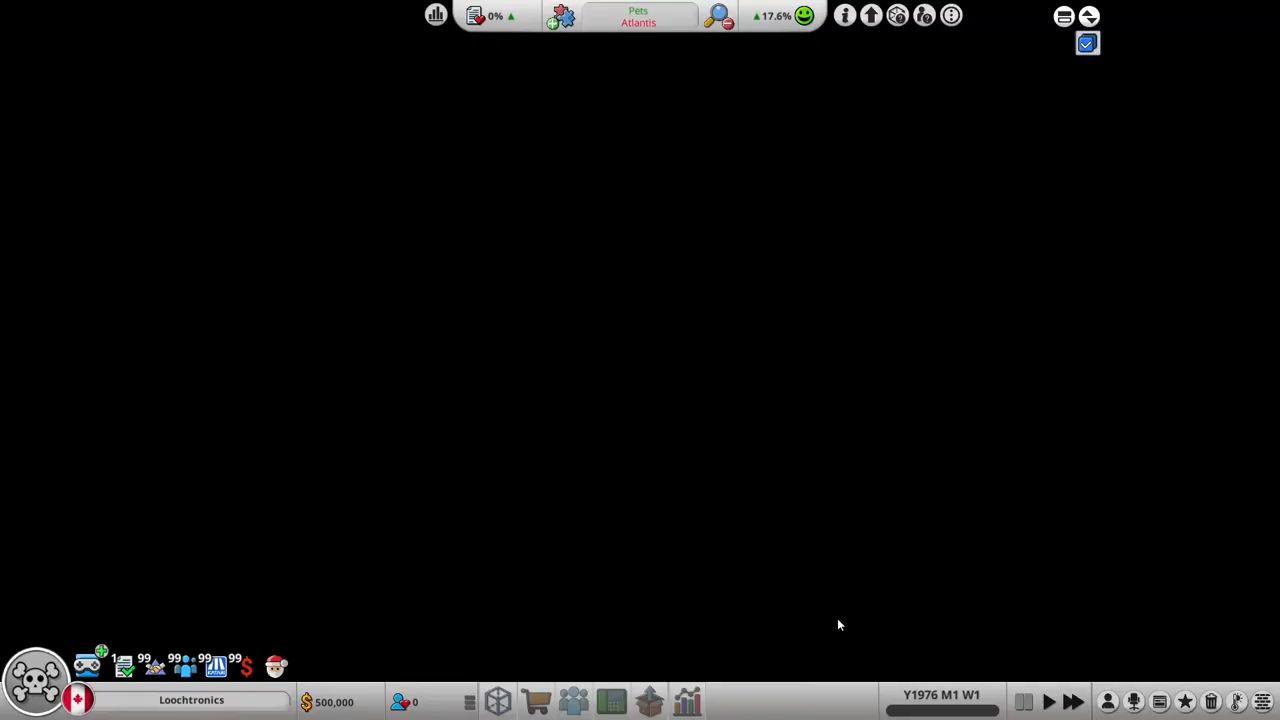 0%
Pets
Atlantis
17.6%
1
99
99
99
99
Loochtronics
500,000
0
Y1976 M1 W1